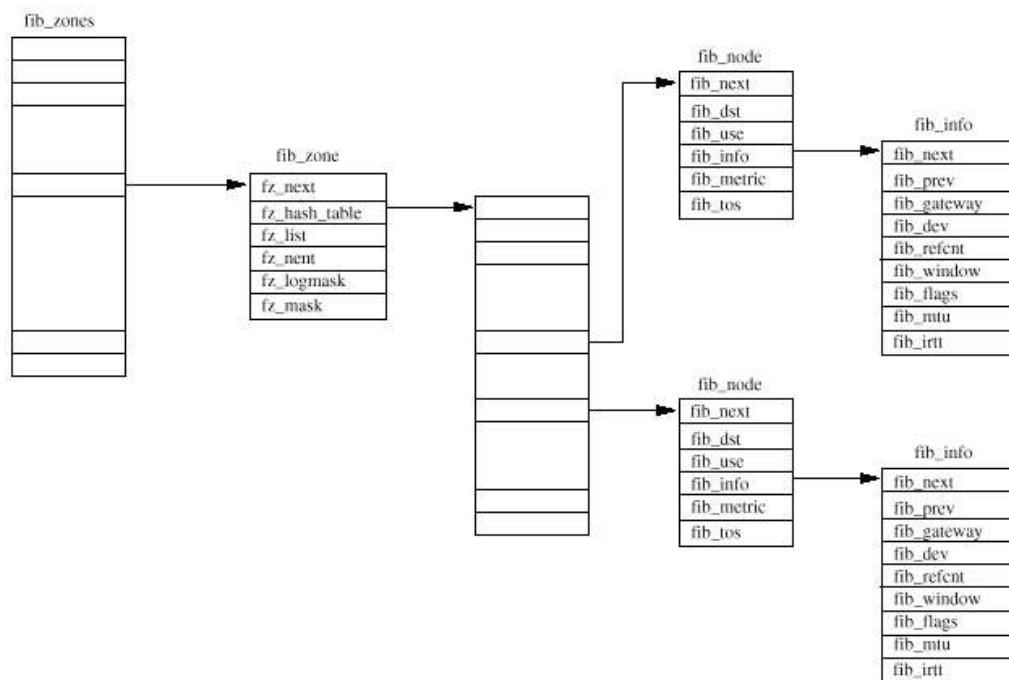 fib_zones
fib_zone
fz_next
fz_hash_table
fz_list
fz_nent
fz_logmask
fz_mask
fib_node
fib_next
fib_dst
fib_use
fib_info
fib_metric
fib_tos
fib_info
fib_next
fib_prev
fib_gateway
fib_dev
fib_refcnt
fib_window
fib_flags
fib_mtu
fib_irtt
fib_node
fib_next
fib_dst
fib_use
fib_info
fib_metric
fib_tos
fib_info
fib_next
fib_prev
fib_gateway
fib_dev
fib_refcnt
fib_window
fib_flags
fib_mtu
fib_irtt